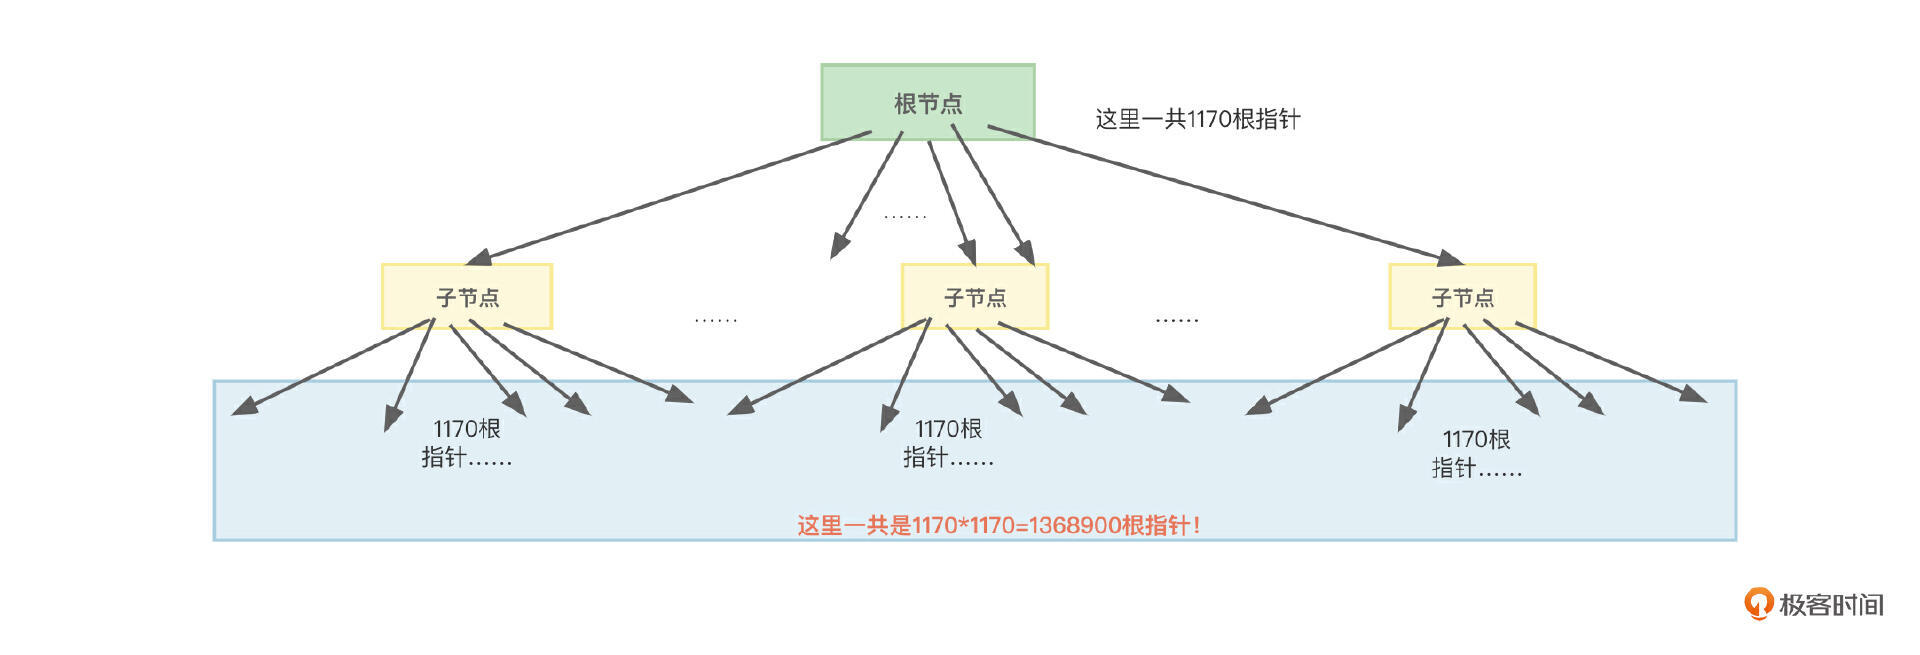 根节点
这里一共1170根指针
……
子节点
……
子节点
……
子节点
1170根
指针……
1170根
指针……
1170根
指针……
这里一共是1170*1170=1368900根指针!
极客时间